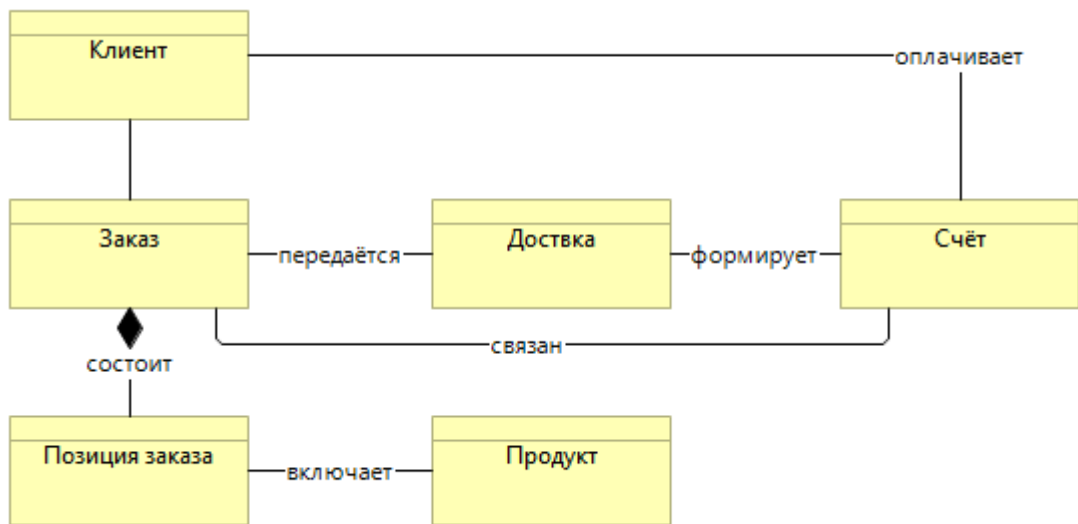 Клиент
оплачивает
Заказ
передаётся
Доствка
формирует
Счёт
связан
состоит
Позиция заказа
включает
Продукт